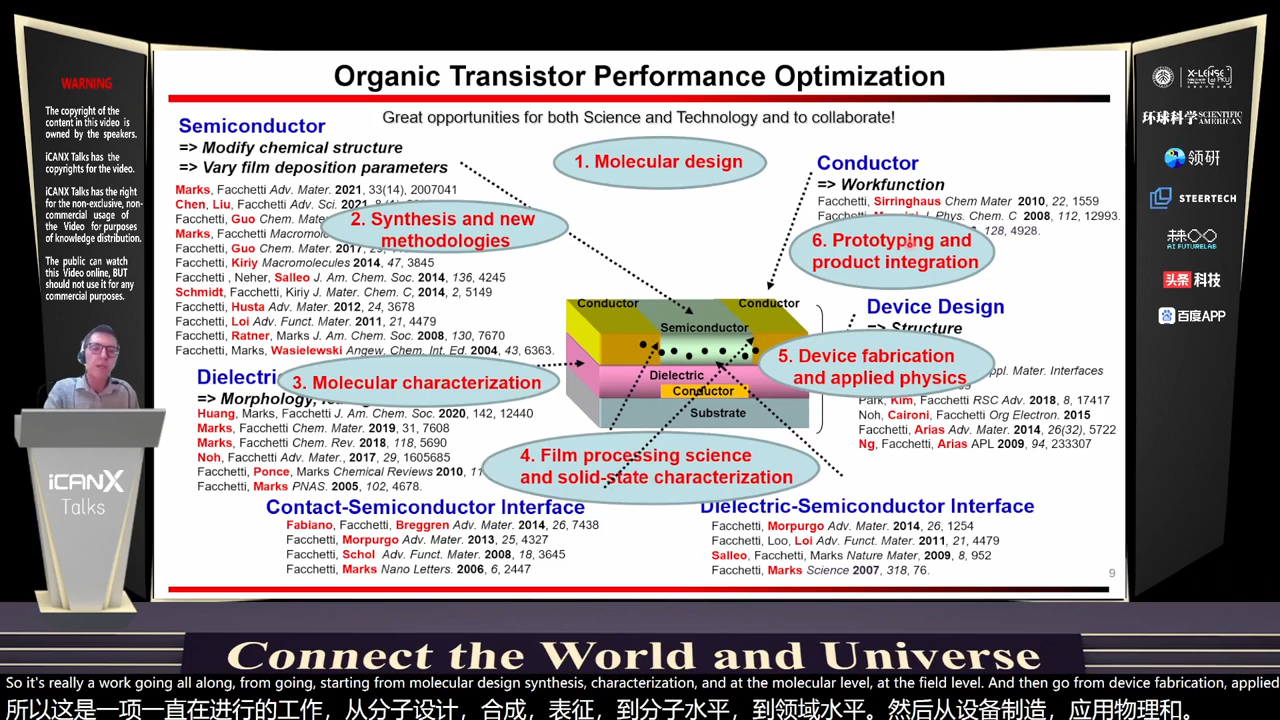 WARNING
The copyright of the
content in this video is
owned by the speakers.
iCANX Talks has the
copyrights for the video.
iCANX Talks has the right
for the non-exclusive, non-
commercial usage of
the Video for purposes
of knowledge distribution.
The public can watch
this Video online, BUT
should not use it for any
commercial purposes.
iCANX
Talks
Organic Transistor Performance Optimization
Great opportunities for both Science and Technology and to collaborate!
Semiconductor
=> Modify chemical structure
=> Vary film deposition parameters
Marks, Facchetti Adv. Mater. 2021, 33(14), 2007041
Chen, Liu, Facchetti Adv. Sci. 2021
Facchetti, Guo Chem. Mate
Marks, Facchetti Macromo
Facchetti, Guo Chem. Mater. 2017
Facchetti, Kiriy Macromolecules 2014, 47, 3845
Facchetti , Neher, Salleo J. Am. Chem. Soc. 2014, 136, 4245
Schmidt, Facchetti, Kiriy J. Mater. Chem. C, 2014, 2, 5149
Facchetti, Husta Adv. Mater. 2012, 24, 3678
Facchetti, Loi Adv. Funct. Mater. 2011, 21, 4479
Facchetti, Ratner, Marks J. Am. Chem. Soc. 2008, 130, 7670
Facchetti, Marks, Wasielewski Angew. Chem. Int. Ed. 2004, 43, 6363.
1. Molecular design
2. Synthesis and new
methodologies
3. Molecular characterization
4. Film processing science
and solid-state characterization
5. Device fabrication
and applied physics
6. Prototyping and
product integration
Conductor
=> Workfunction
Facchetti, Sirringhaus Chem Mater 2010, 22, 1559
Facchetti, J. Phys. Chem. C 2008, 112, 12993.
128, 4928.
Conductor
Conductor
Semiconductor
Dielectric
Conductor
Substrate
Device Design
=> Structure
ppl. Mater. Interfaces
Park, Kim, Facchetti RSC Adv. 2018, 8, 17417
Noh, Caironi, Facchetti Org Electron. 2015
Facchetti, Arias Adv. Mater. 2014, 26(32), 5722
Ng, Facchetti, Arias APL 2009, 94, 233307
Dielectri
=> Morphology,
Huang, Marks, Facchetti J. Am. Chem. Soc. 2020, 142, 12440
Marks, Facchetti Chem. Mater. 2019, 31, 7608
Marks, Facchetti Chem. Rev. 2018, 118, 5690
Noh, Facchetti Adv. Mater., 2017, 29, 1605685
Facchetti, Ponce, Marks Chemical Reviews 2010, 11
Facchetti, Marks PNAS. 2005, 102, 4678.
Contact-Semiconductor Interface
Fabiano, Facchetti, Breggren Adv. Mater. 2014, 26, 7438
Facchetti, Morpurgo Adv. Mater. 2013, 25, 4327
Facchetti, Schol Adv. Funct. Mater. 2008, 18, 3645
Facchetti, Marks Nano Letters. 2006, 6, 2447
Dielectric-Semiconductor Interface
Facchetti, Morpurgo Adv. Mater. 2014, 26, 1254
Facchetti, Loo, Loi Adv. Funct. Mater. 2011, 21, 4479
Salleo, Facchetti, Marks Nature Mater, 2009, 8, 952
Facchetti, Marks Science 2007, 318, 76.
9
X-LENSE
环球科学 SCIENTIFIC AMERICAN
领研
STEERTECH
AI FUTURELAB
头条 科技
百度APP
Connect the World and Universe
So it's really a work going all along, from going, starting from molecular design synthesis, characterization, and at the molecular level, at the field level. And then go from device fabrication, applied
所以这是一项一直在进行的工作，从分子设计，合成，表征，到分子水平，到领域水平。然后从设备制造，应用物理和。